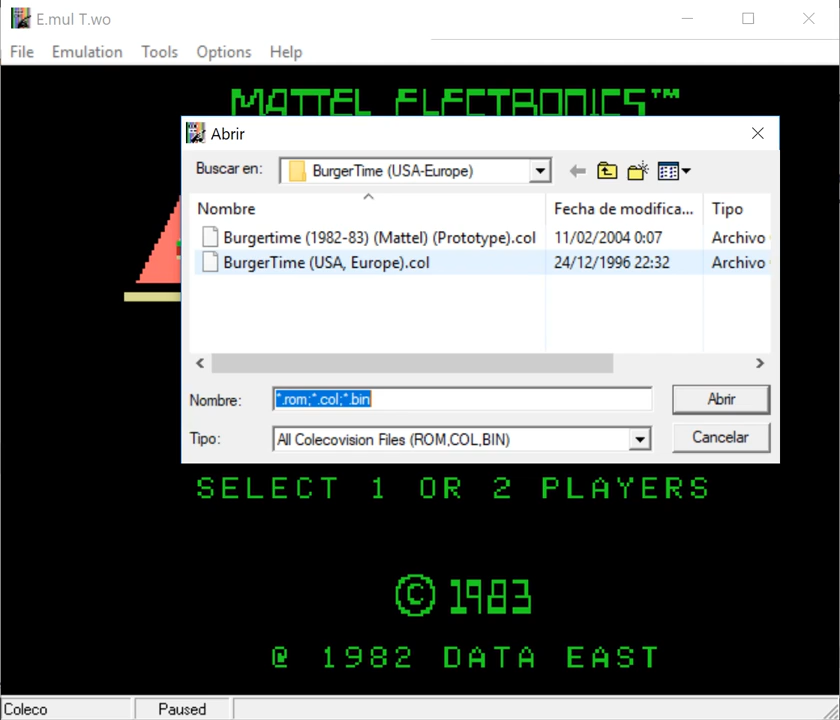 E.mul T.wo
File Emulation Tools Options Help
MATTEL ELECTRONICS™
Abrir
Buscar en: BurgerTime (USA-Europe)
Nombre Fecha de modifica... Tipo
Burgertime (1982-83) (Mattel) (Prototype).col 11/02/2004 0:07 Archivo
BurgerTime (USA, Europe).col 24/12/1996 22:32 Archivo
Nombre: *.rom;*.col;*.bin Abrir
Tipo: All Colecovision Files (ROM,COL,BIN) Cancelar
SELECT 1 OR 2 PLAYERS
© 1983
@ 1982 DATA EAST
Coleco Paused